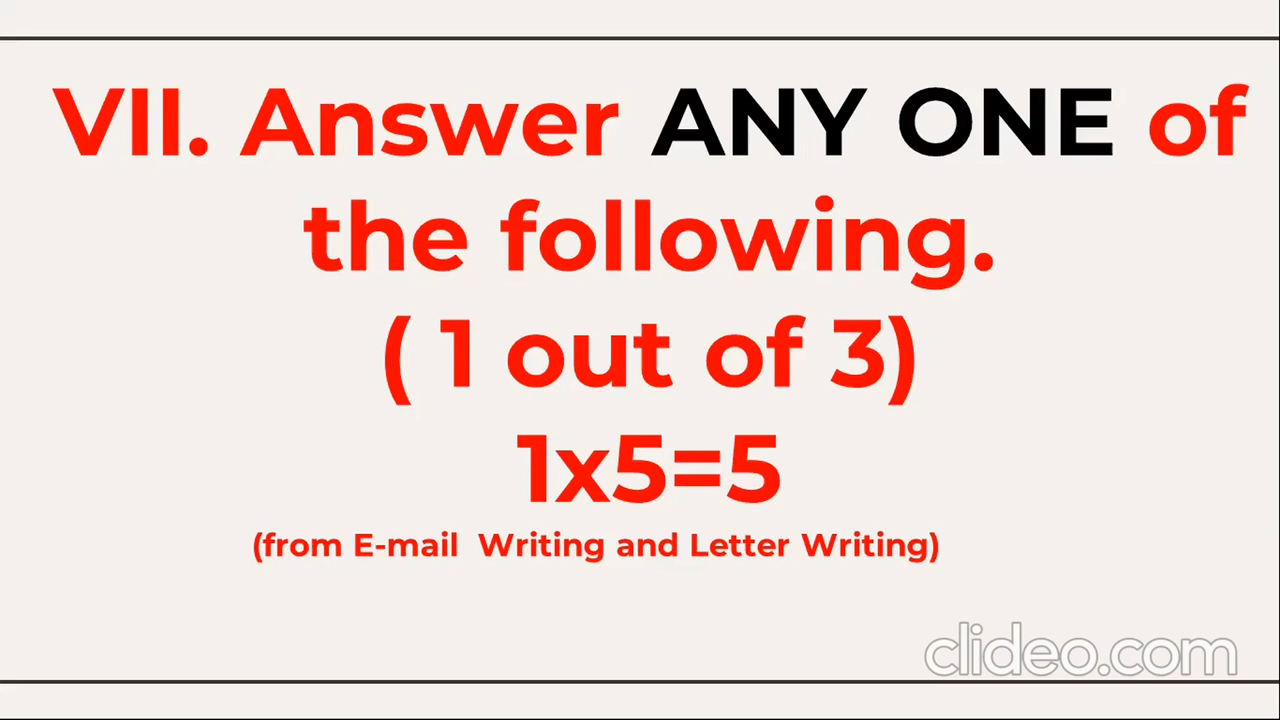 VII. Answer ANY ONE of
the following.
( 1 out of 3)
1x5=5
(from E-mail Writing and Letter Writing)
clideo.com